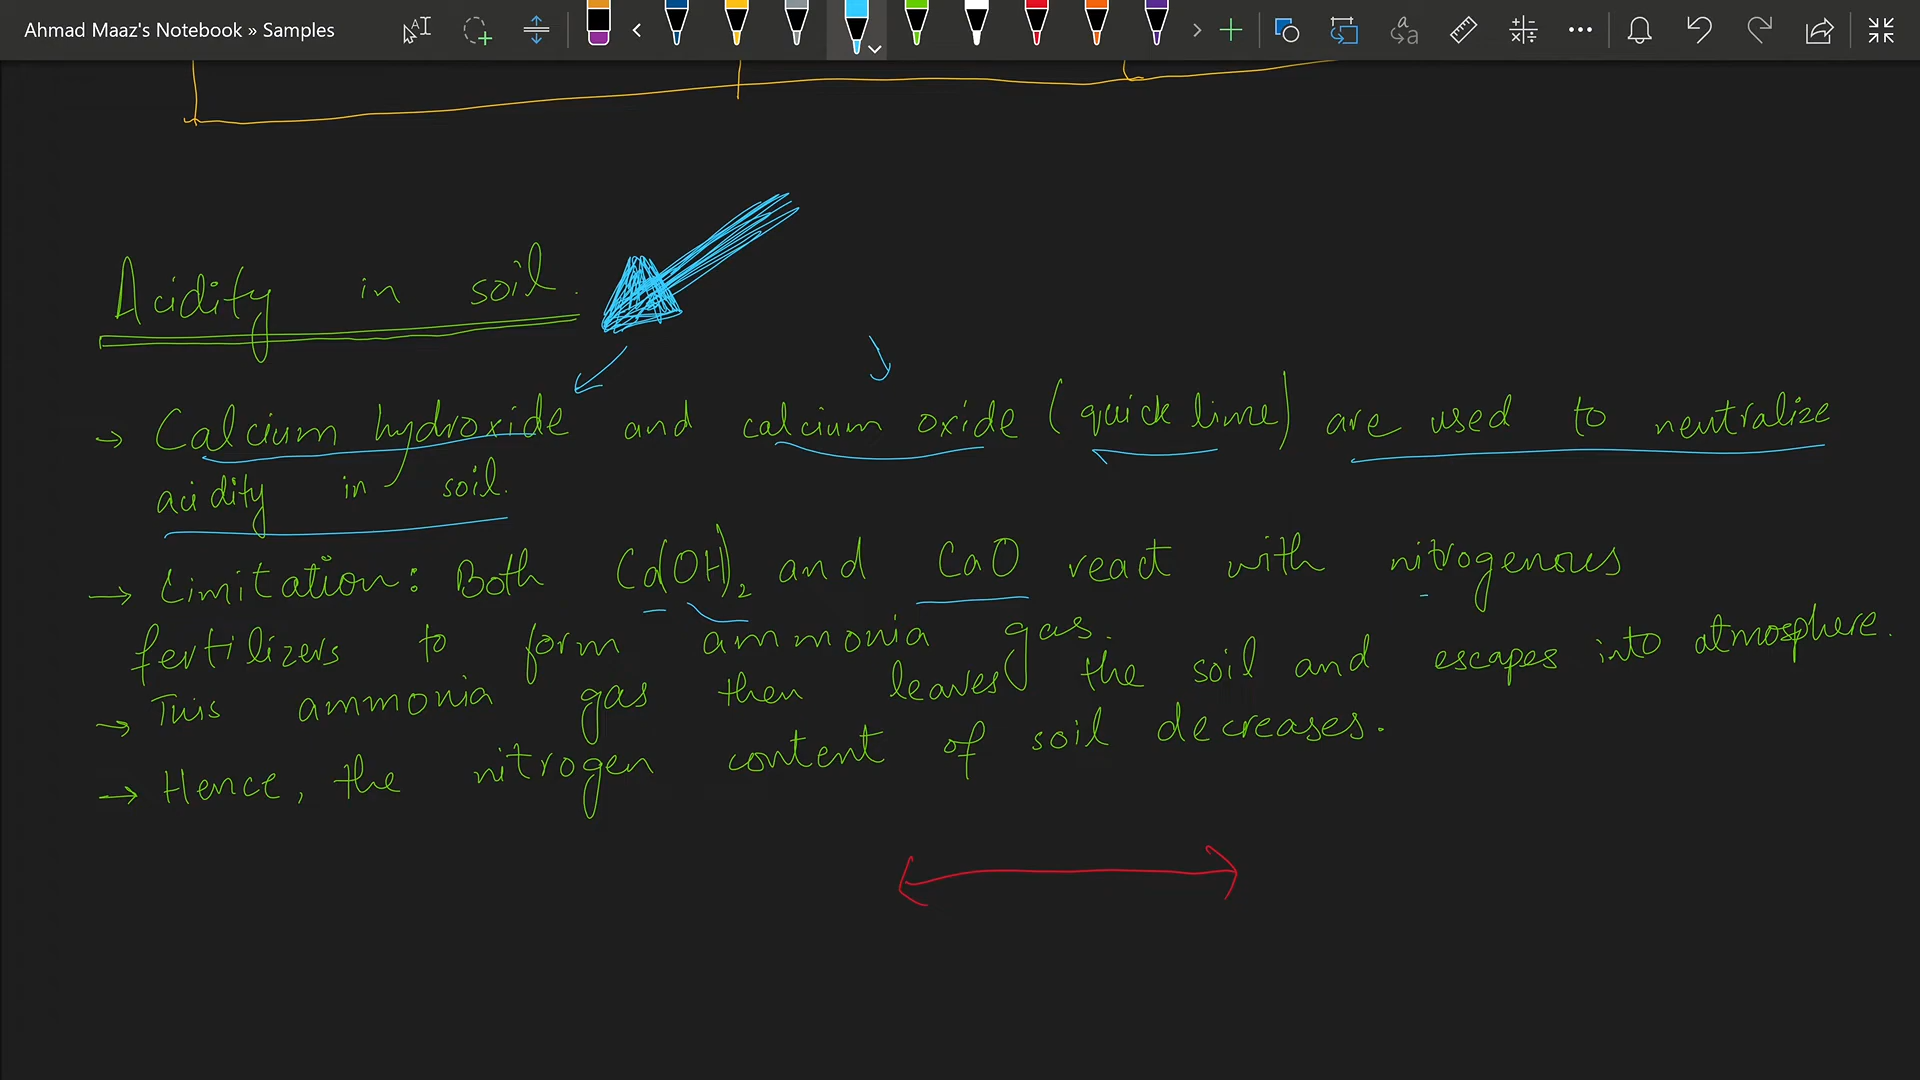 Ahmad Maaz's Notebook » Samples
Acidity in soil.
→ Calcium hydroxide and calcium oxide (quick lime) are used to neutralize
acidity in soil.
→ Limitation: Both Ca(OH)₂ and CaO react with nitrogenous
fertilizers to form ammonia gas.
→ This ammonia gas then leaves the soil and escapes into atmosphere.
→ Hence, the nitrogen content of soil decreases.